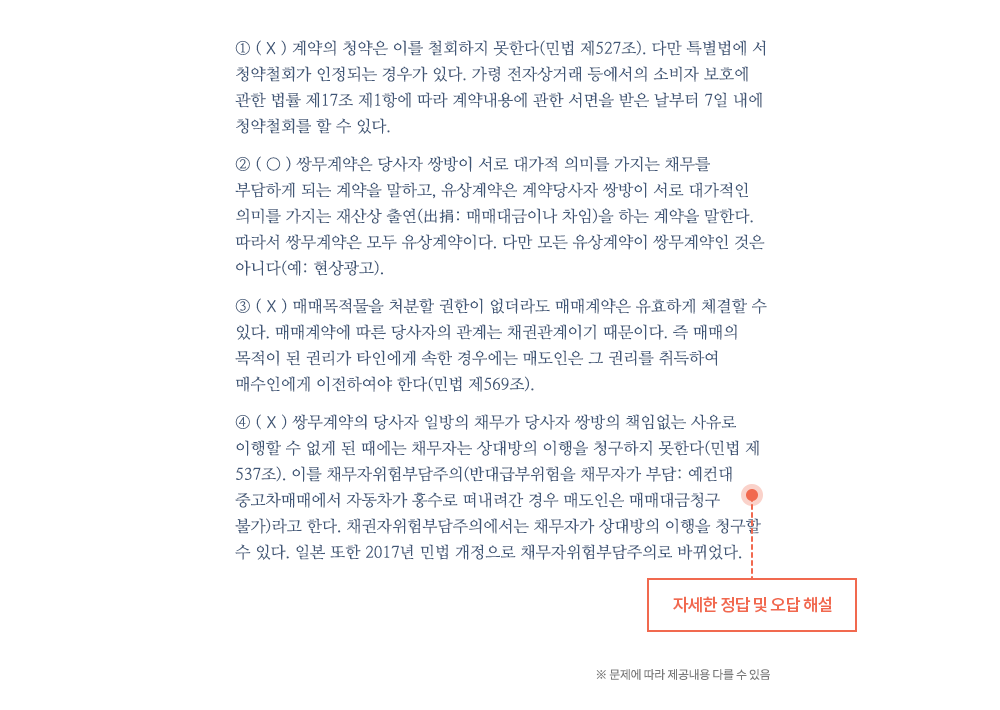 ① ( X ) 계약의 청약은 이를 철회하지 못한다(민법 제527조). 다만 특별법에 서
청약철회가 인정되는 경우가 있다. 가령 전자상거래 등에서의 소비자 보호에
관한 법률 제17조 제1항에 따라 계약내용에 관한 서면을 받은 날부터 7일 내에
청약철회를 할 수 있다.
② ( ○ ) 쌍무계약은 당사자 쌍방이 서로 대가적 의미를 가지는 채무를
부담하게 되는 계약을 말하고, 유상계약은 계약당사자 쌍방이 서로 대가적인
의미를 가지는 재산상 출연(出捐: 매매대금이나 차임)을 하는 계약을 말한다.
따라서 쌍무계약은 모두 유상계약이다. 다만 모든 유상계약이 쌍무계약인 것은
아니다(예: 현상광고).
③ ( X ) 매매목적물을 처분할 권한이 없더라도 매매계약은 유효하게 체결할 수
있다. 매매계약에 따른 당사자의 관계는 채권관계이기 때문이다. 즉 매매의
목적이 된 권리가 타인에게 속한 경우에는 매도인은 그 권리를 취득하여
매수인에게 이전하여야 한다(민법 제569조).
④ ( X ) 쌍무계약의 당사자 일방의 채무가 당사자 쌍방의 책임없는 사유로
이행할 수 없게 된 때에는 채무자는 상대방의 이행을 청구하지 못한다(민법 제
537조). 이를 채무자위험부담주의(반대급부위험을 채무자가 부담: 예컨대
중고차매매에서 자동차가 홍수로 떠내려간 경우 매도인은 매매대금청구
불가)라고 한다. 채권자위험부담주의에서는 채무자가 상대방의 이행을 청구할
수 있다. 일본 또한 2017년 민법 개정으로 채무자위험부담주의로 바뀌었다.
자세한 정답 및 오답 해설
※ 문제에 따라 제공내용 다를 수 있음